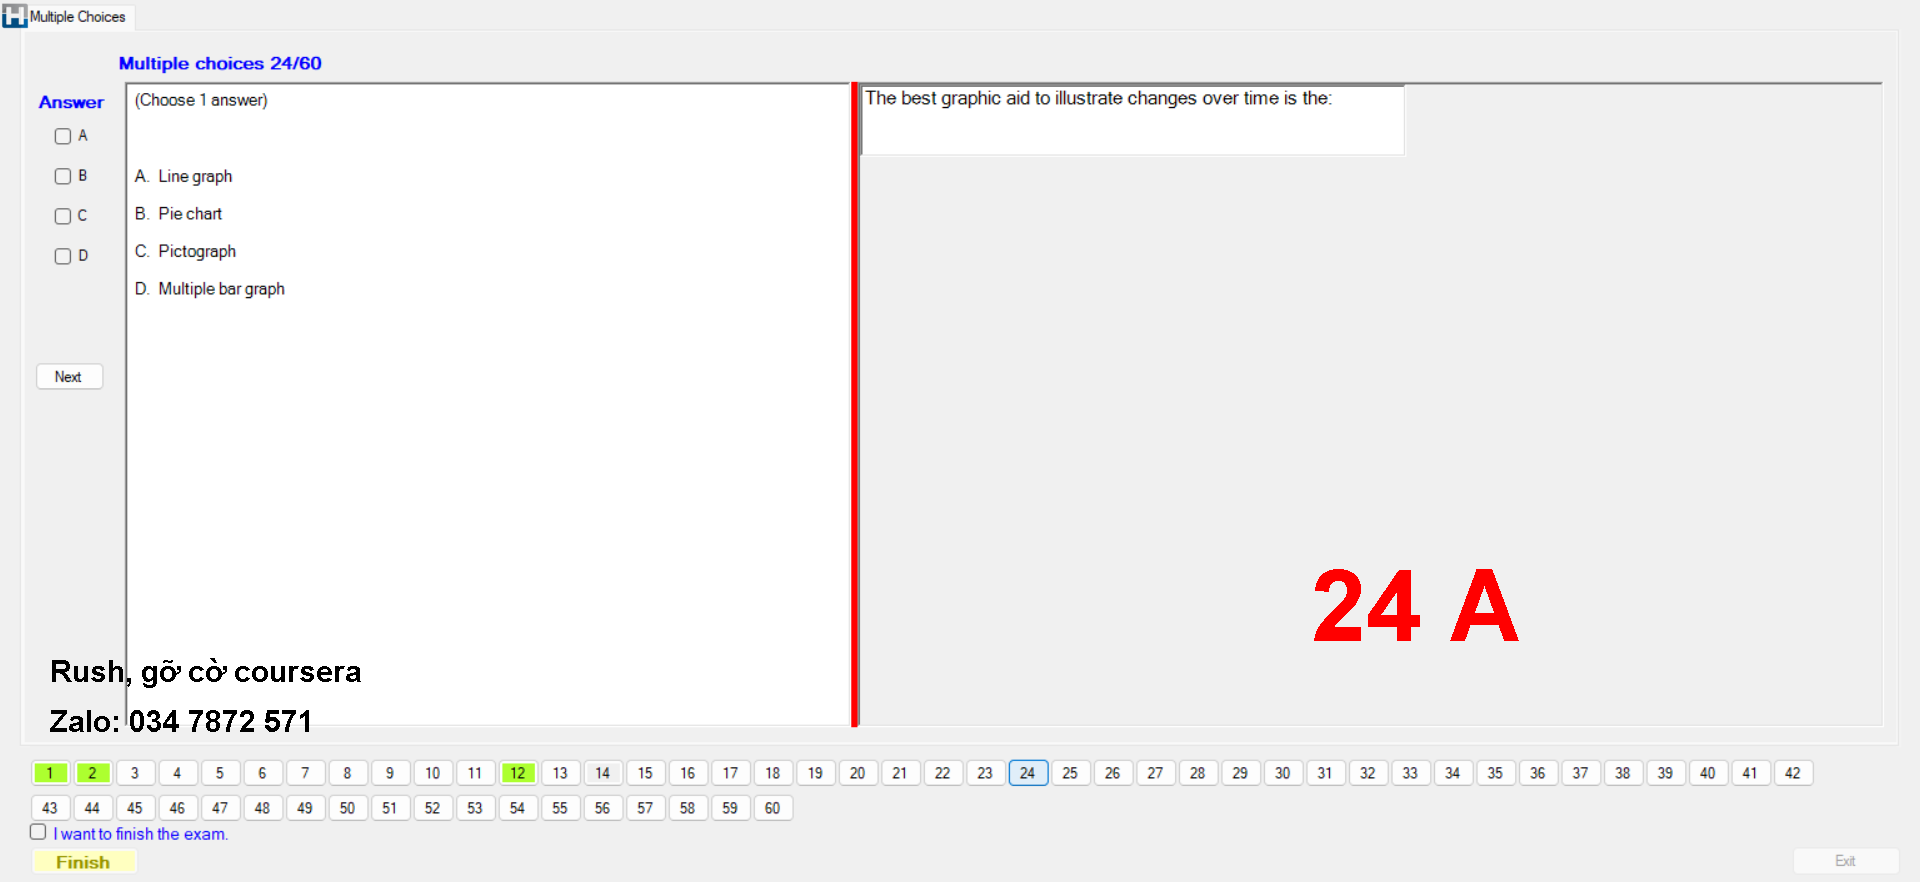 Multiple Choices
Multiple choices 24/60
Answer
A
B
C
D
Next
(Choose 1 answer)
A. Line graph
B. Pie chart
C. Pictograph
D. Multiple bar graph
The best graphic aid to illustrate changes over time is the:
24 A
Rush, gỡ cờ coursera
Zalo: 034 7872 571
1 2 3 4 5 6 7 8 9 10 11 12 13 14 15 16 17 18 19 20 21 22 23 24 25 26 27 28 29 30 31 32 33 34 35 36 37 38 39 40 41 42
43 44 45 46 47 48 49 50 51 52 53 54 55 56 57 58 59 60
I want to finish the exam.
Finish
Exit